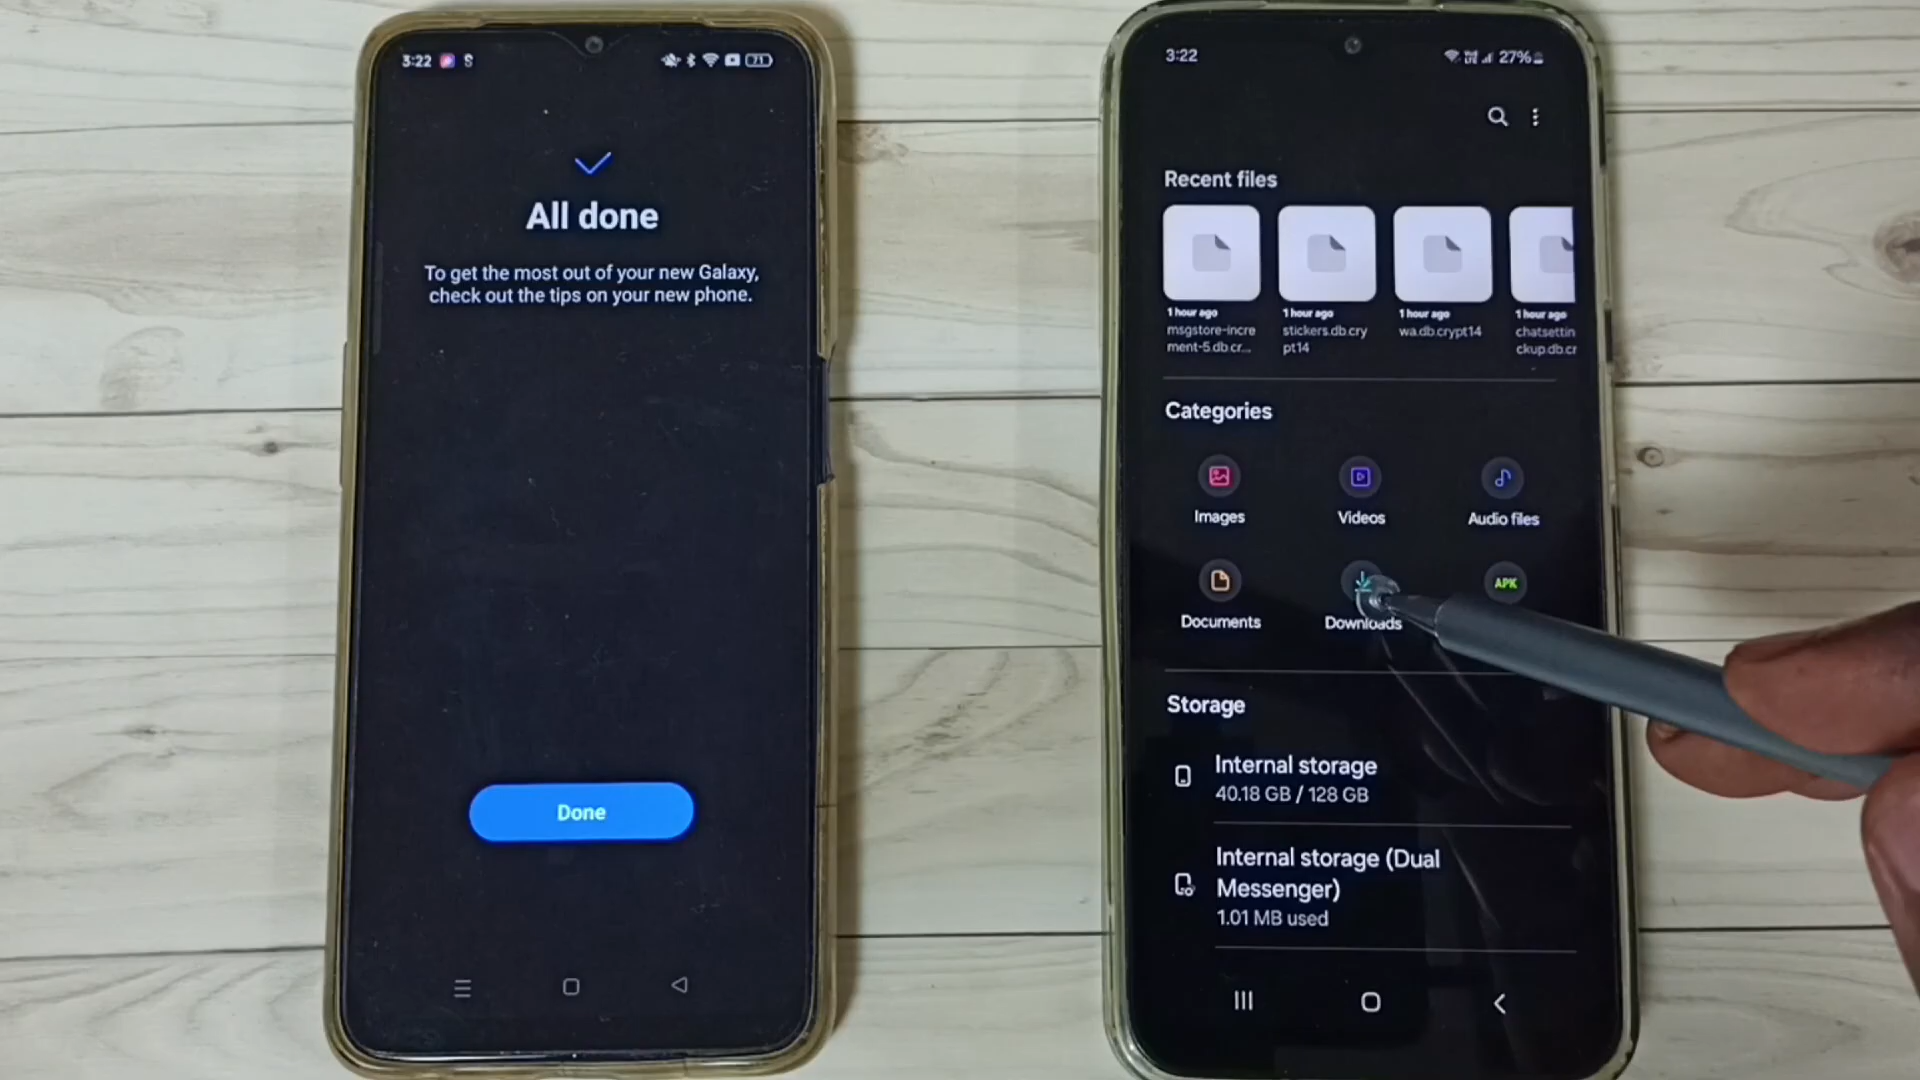 3:22
71
All done
To get the most out of your new Galaxy,
check out the tips on your new phone.
Done
3:22
27%
Recent files
1 hour ago
msgstore-incre
ment-5.db.cr...
1 hour ago
stickers.db.cry
pt14
1 hour ago
wa.db.crypt14
1 hour ago
chatsettin
ckup.db.cr
Categories
Images
Videos
Audio files
Documents
Downloads
APK
Storage
Internal storage
40.18 GB / 128 GB
Internal storage (Dual
Messenger)
1.01 MB used